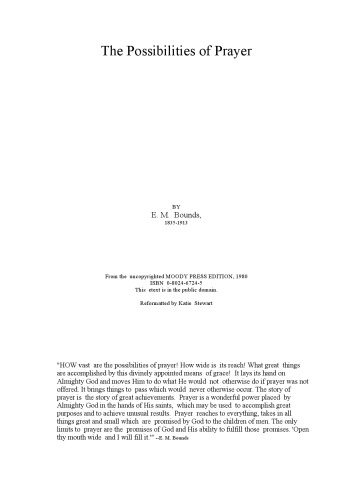 The Possibilities of Prayer
BY
E. M. Bounds,
1835-1913
From the uncopyrighted MOODY PRESS EDITION, 1980
ISBN 0-8024-6724-5
This etext is in the public domain.
Reformatted by Katie Stewart
"HOW vast are the possibilities of prayer! How wide is its reach! What great things
are accomplished by this divinely appointed means of grace! It lays its hand on
Almighty God and moves Him to do what He would not otherwise do if prayer was not
offered. It brings things to pass which would never otherwise occur. The story of
prayer is the story of great achievements. Prayer is a wonderful power placed by
Almighty God in the hands of His saints, which may be used to accomplish great
purposes and to achieve unusual results. Prayer reaches to everything, takes in all
things great and small which are promised by God to the children of men. The only
limits to prayer are the promises of God and His ability to fulfill those promises. 'Open
thy mouth wide and I will fill it.'" --E. M. Bounds